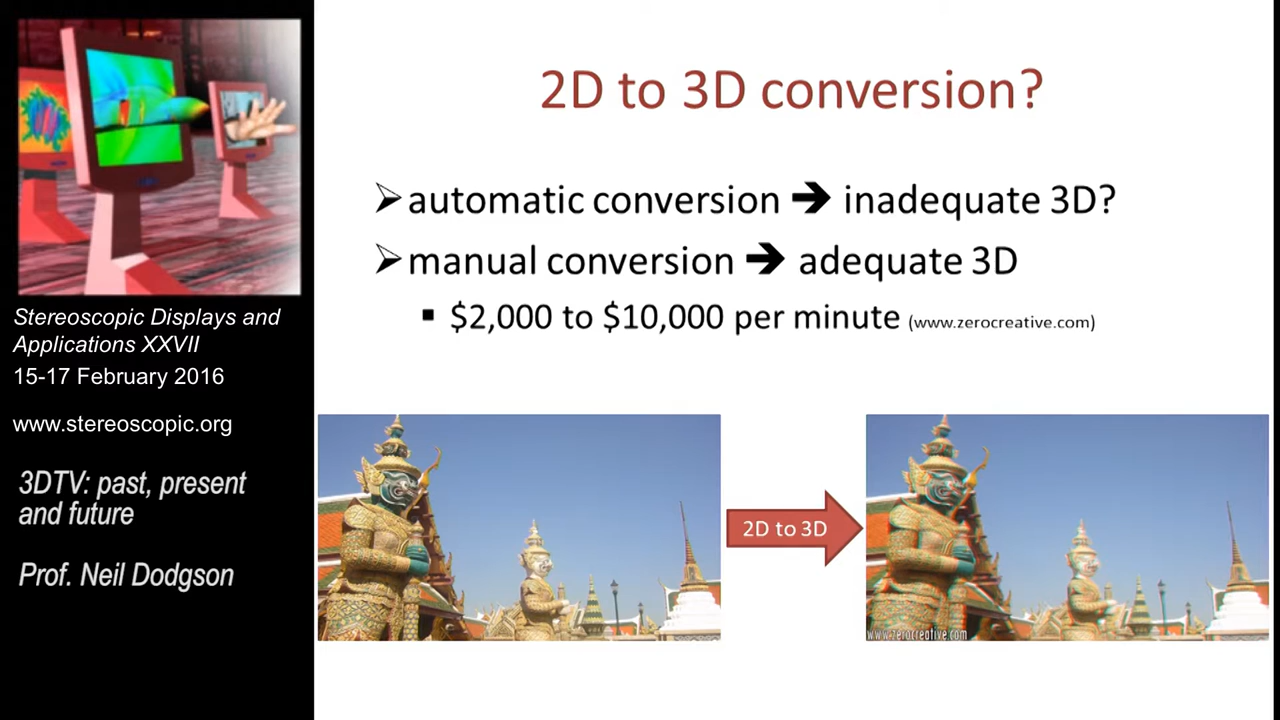 2D to 3D conversion?
➢automatic conversion ➔ inadequate 3D?
➢manual conversion ➔ adequate 3D
▪ $2,000 to $10,000 per minute (www.zerocreative.com)
2D to 3D
www.zerocreative.com
Stereoscopic Displays and
Applications XXVII
15-17 February 2016
www.stereoscopic.org
3DTV: past, present
and future
Prof. Neil Dodgson